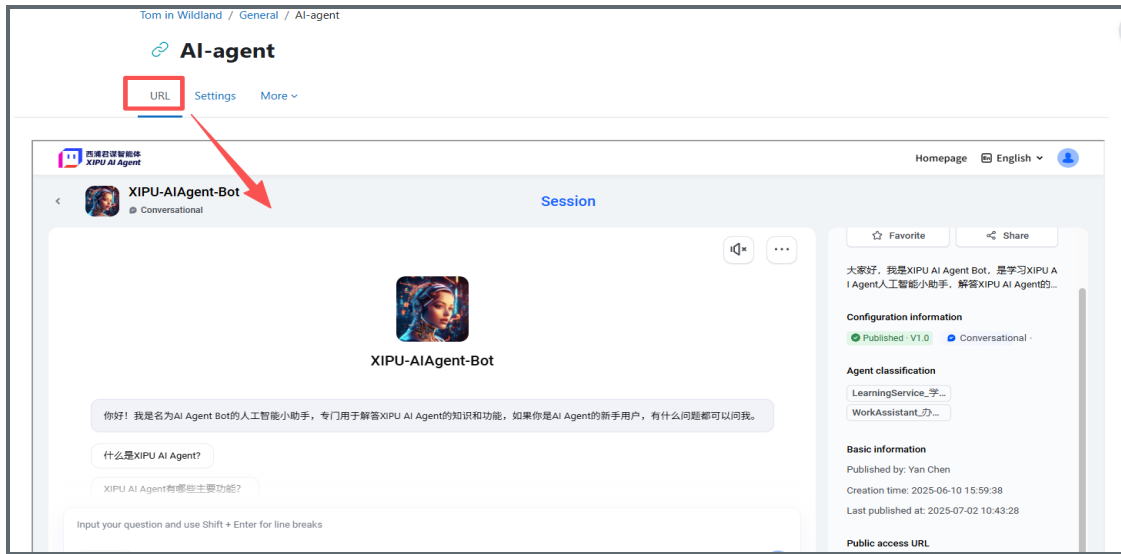 Tom in Wildland / General / AI-agent
AI-agent
URL Settings More
西浦君谋智能体
XIPU AI Agent
Homepage En English
XIPU-AIAgent-Bot
Conversational
Session
Favorite Share
大家好，我是XIPU AI Agent Bot，是学习XIPU A
I Agent人工智能小助手，解答XIPU AI Agent的...
Configuration information
Published · V1.0 Conversational ·
Agent classification
LearningService_学...
WorkAssistant_办...
Basic information
Published by: Yan Chen
Creation time: 2025-06-10 15:59:38
Last published at: 2025-07-02 10:43:28
Public access URL
XIPU-AIAgent-Bot
你好！我是名为AI Agent Bot的人工智能小助手，专门用于解答XIPU AI Agent的知识和功能，如果你是AI Agent的新手用户，有什么问题都可以问我。
什么是XIPU AI Agent?
XIPU AI Agent有哪些主要功能?
Input your question and use Shift + Enter for line breaks